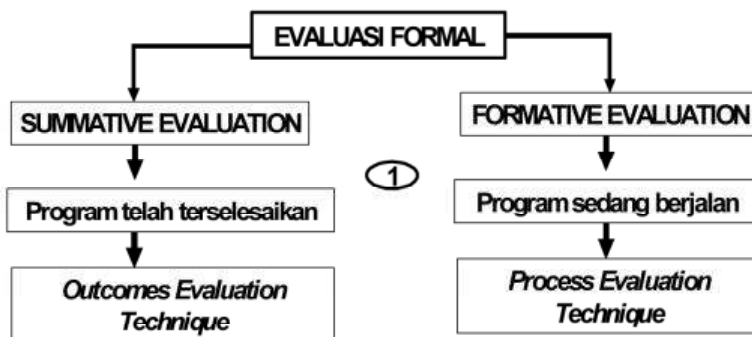 EVALUASI FORMAL
SUMMATIVE EVALUATION
FORMATIVE EVALUATION
1
Program telah terselesaikan
Program sedang berjalan
Outcomes Evaluation
Technique
Process Evaluation
Technique